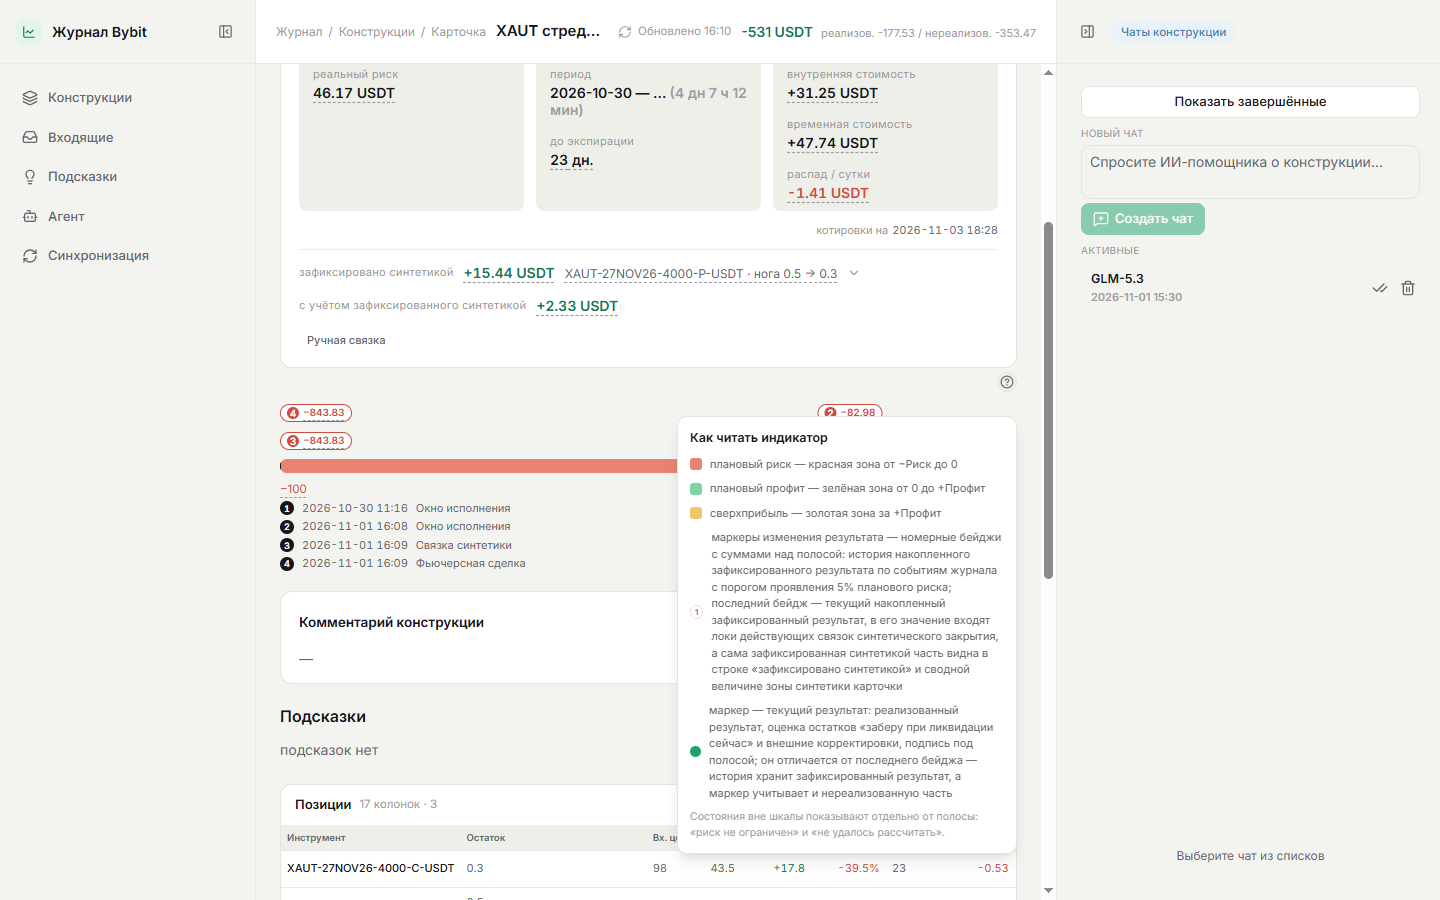 Журнал Bybit
Конструкции
Входящие
Подсказки
Агент
Синхронизация
Журнал / Конструкции / Карточка XAUT стред... Обновлено 16:10 -531 USDT реализов. -177.53 / нереализов. -353.47
реальный риск
46.17 USDT
период
2026-10-30 — ... (4 дн 7 ч 12
мин)
до экспирации
23 дн.
внутренняя стоимость
+31.25 USDT
временная стоимость
+47.74 USDT
распад / сутки
-1.41 USDT
котировки на 2026-11-03 18:28
зафиксировано синтетикой +15.44 USDT XAUT-27NOV26-4000-P-USDT · нога 0.5 → 0.3
с учётом зафиксированного синтетикой +2.33 USDT
Ручная связка
4 −843.83
2 −82.98
3 −843.83
−100
1 2026-10-30 11:16 Окно исполнения
2 2026-11-01 16:08 Окно исполнения
3 2026-11-01 16:09 Связка синтетики
4 2026-11-01 16:09 Фьючерсная сделка
Комментарий конструкции
—
Подсказки
подсказок нет
Позиции 17 колонок · 3
Инструмент Остаток Вх.
XAUT-27NOV26-4000-C-USDT 0.3 98 43.5 +17.8 -39.5% 23 -0.53
Как читать индикатор
плановый риск — красная зона от −Риск до 0
плановый профит — зелёная зона от 0 до +Профит
сверхприбыль — золотая зона за +Профит
1
маркеры изменения результата — номерные бейджи
с суммами над полосой: история накопленного
зафиксированного результата по событиям журнала
с порогом проявления 5% планового риска;
последний бейдж — текущий накопленный
зафиксированный результат, в его значение входят
локи действующих связок синтетического закрытия,
а сама зафиксированная синтетикой часть видна в
строке «зафиксировано синтетикой» и сводной
величине зоны синтетики карточки
маркер — текущий результат: реализованный
результат, оценка остатков «заберу при ликвидации
сейчас» и внешние корректировки, подпись под
полосой; он отличается от последнего бейджа —
история хранит зафиксированный результат, а
маркер учитывает и нереализованную часть
Состояния вне шкалы показывают отдельно от полосы:
«риск не ограничен» и «не удалось рассчитать».
Чаты конструкции
Показать завершённые
НОВЫЙ ЧАТ
Спросите ИИ-помощника о конструкции...
Создать чат
АКТИВНЫЕ
GLM-5.3
2026-11-01 15:30
Выберите чат из списков